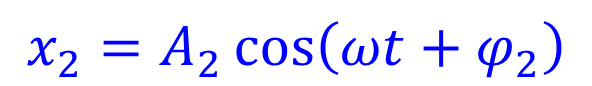 x₂ = A₂ cos(ωt + φ₂)